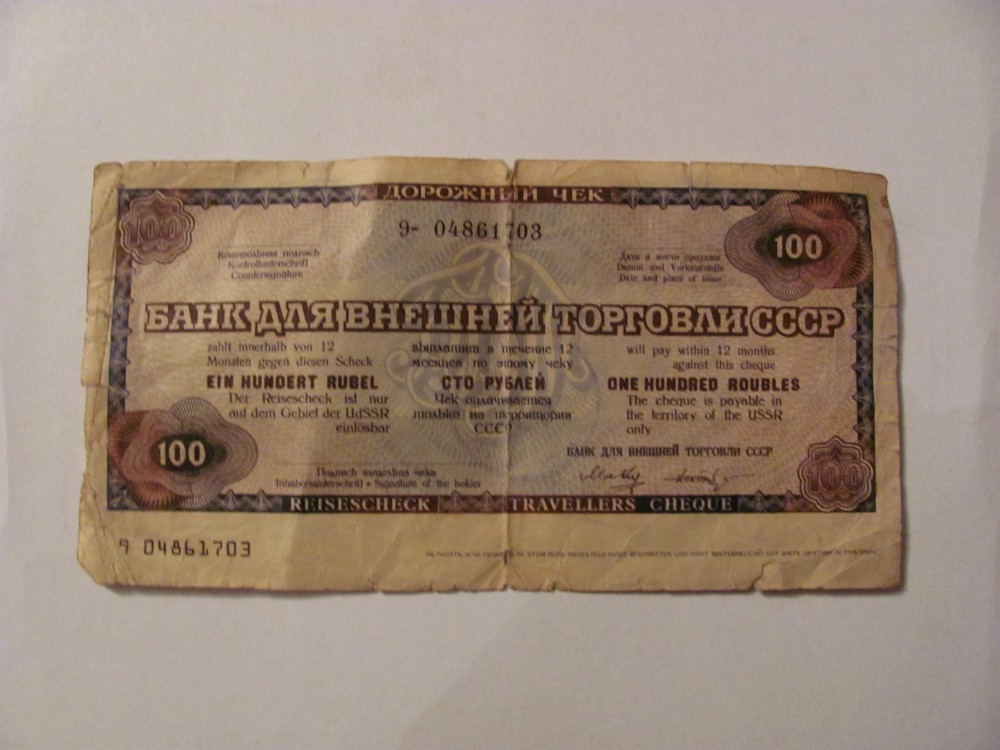 ДОРОЖНЫЙ ЧЕК
9- 04861703
100
100
Контрольная подпись
Kontrollunterschrift
Countersignature
Дата и место продажи
Datum und Verkaufsstelle
Date and place of issue
БАНК ДЛЯ ВНЕШНЕЙ ТОРГОВЛИ СССР
zahlt innerhalb von 12
Monaten gegen diesen Scheck
EIN HUNDERT RUBEL
Der Reisescheck ist nur
auf dem Gebiet der UdSSR
einlösbar
выплатит в течение 12
месяцев по этому чеку
СТО РУБЛЕЙ
Чек оплачивается
только на территории
СССР
will pay within 12 months
against this cheque
ONE HUNDRED ROUBLES
The cheque is payable in
the territory of the USSR
only
БАНК ДЛЯ ВНЕШНЕЙ ТОРГОВЛИ СССР
100
100
Подпись владельца чека
Inhaberunterschrift • Signature of the holder
REISESCHECK TRAVELLERS CHEQUE
9 04861703